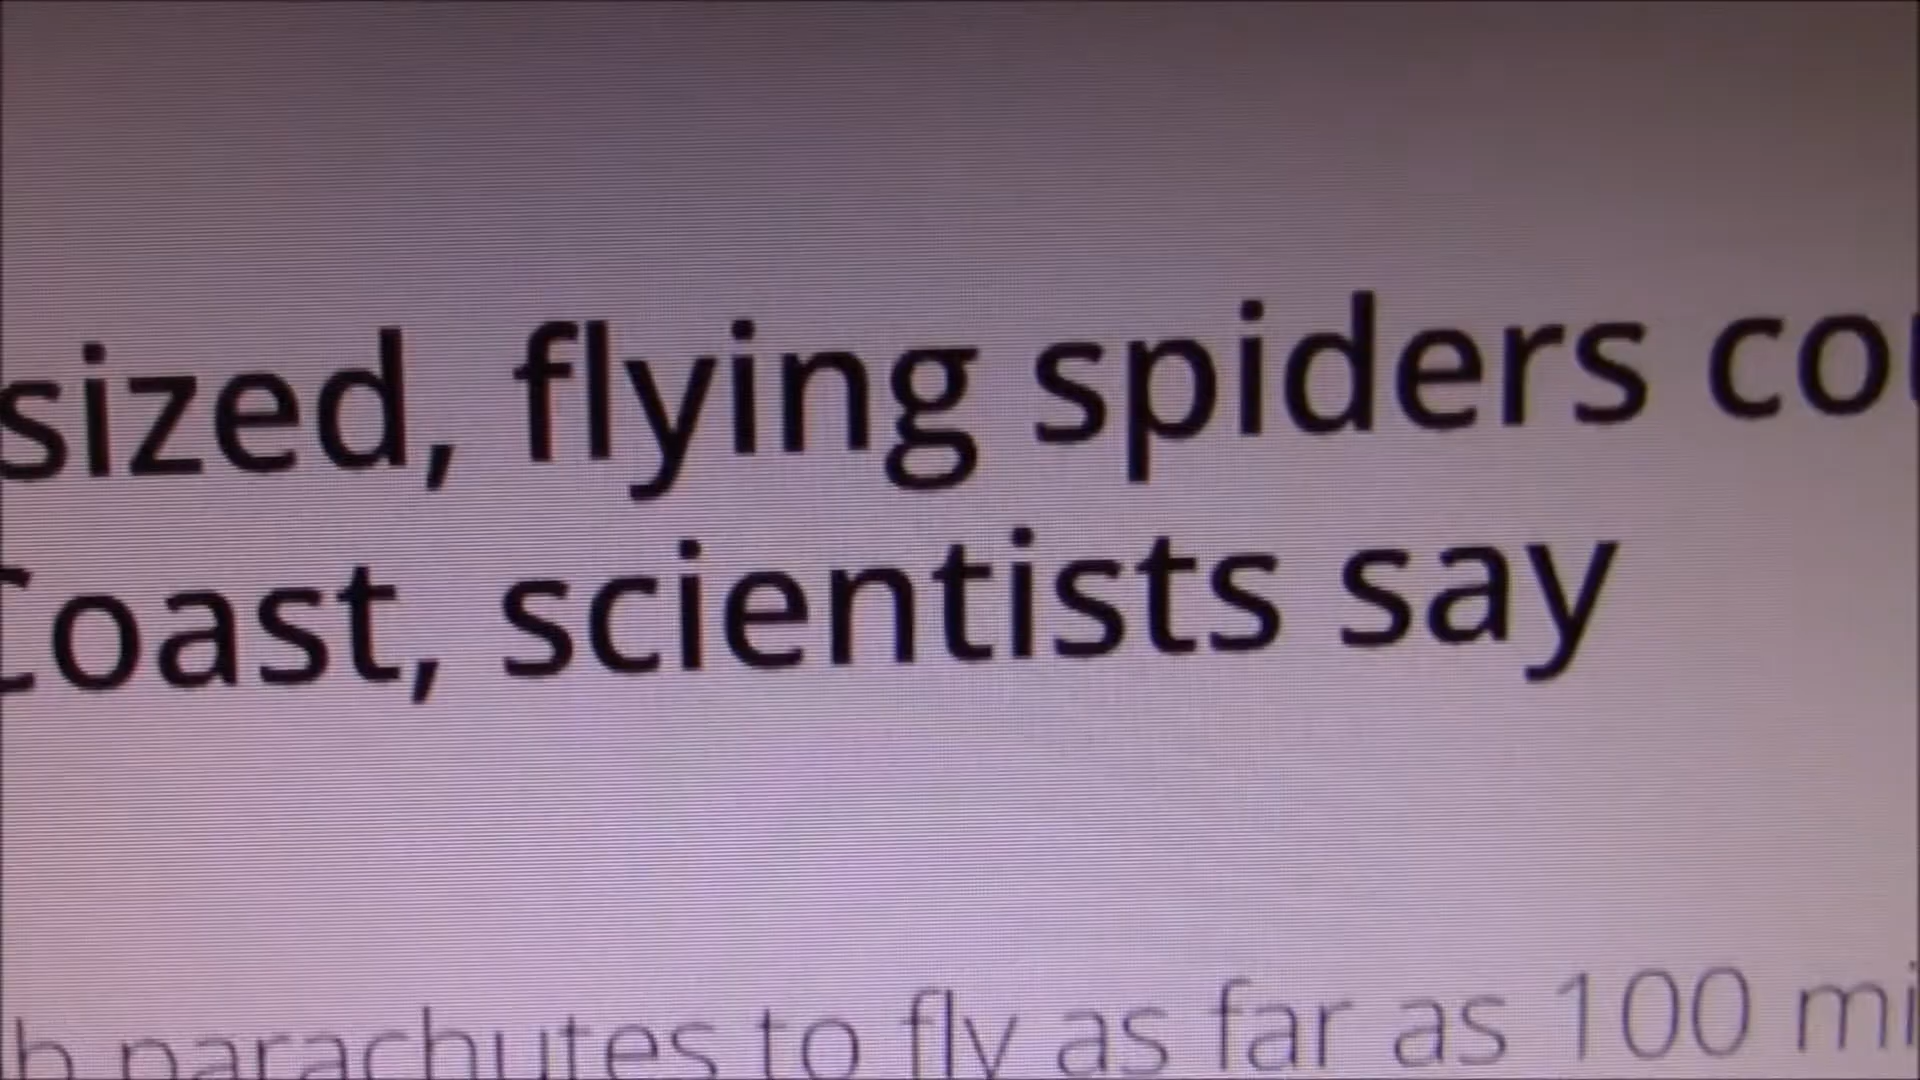 sized, flying spiders co
Coast, scientists say
parachutes to fly as far as 100 mi